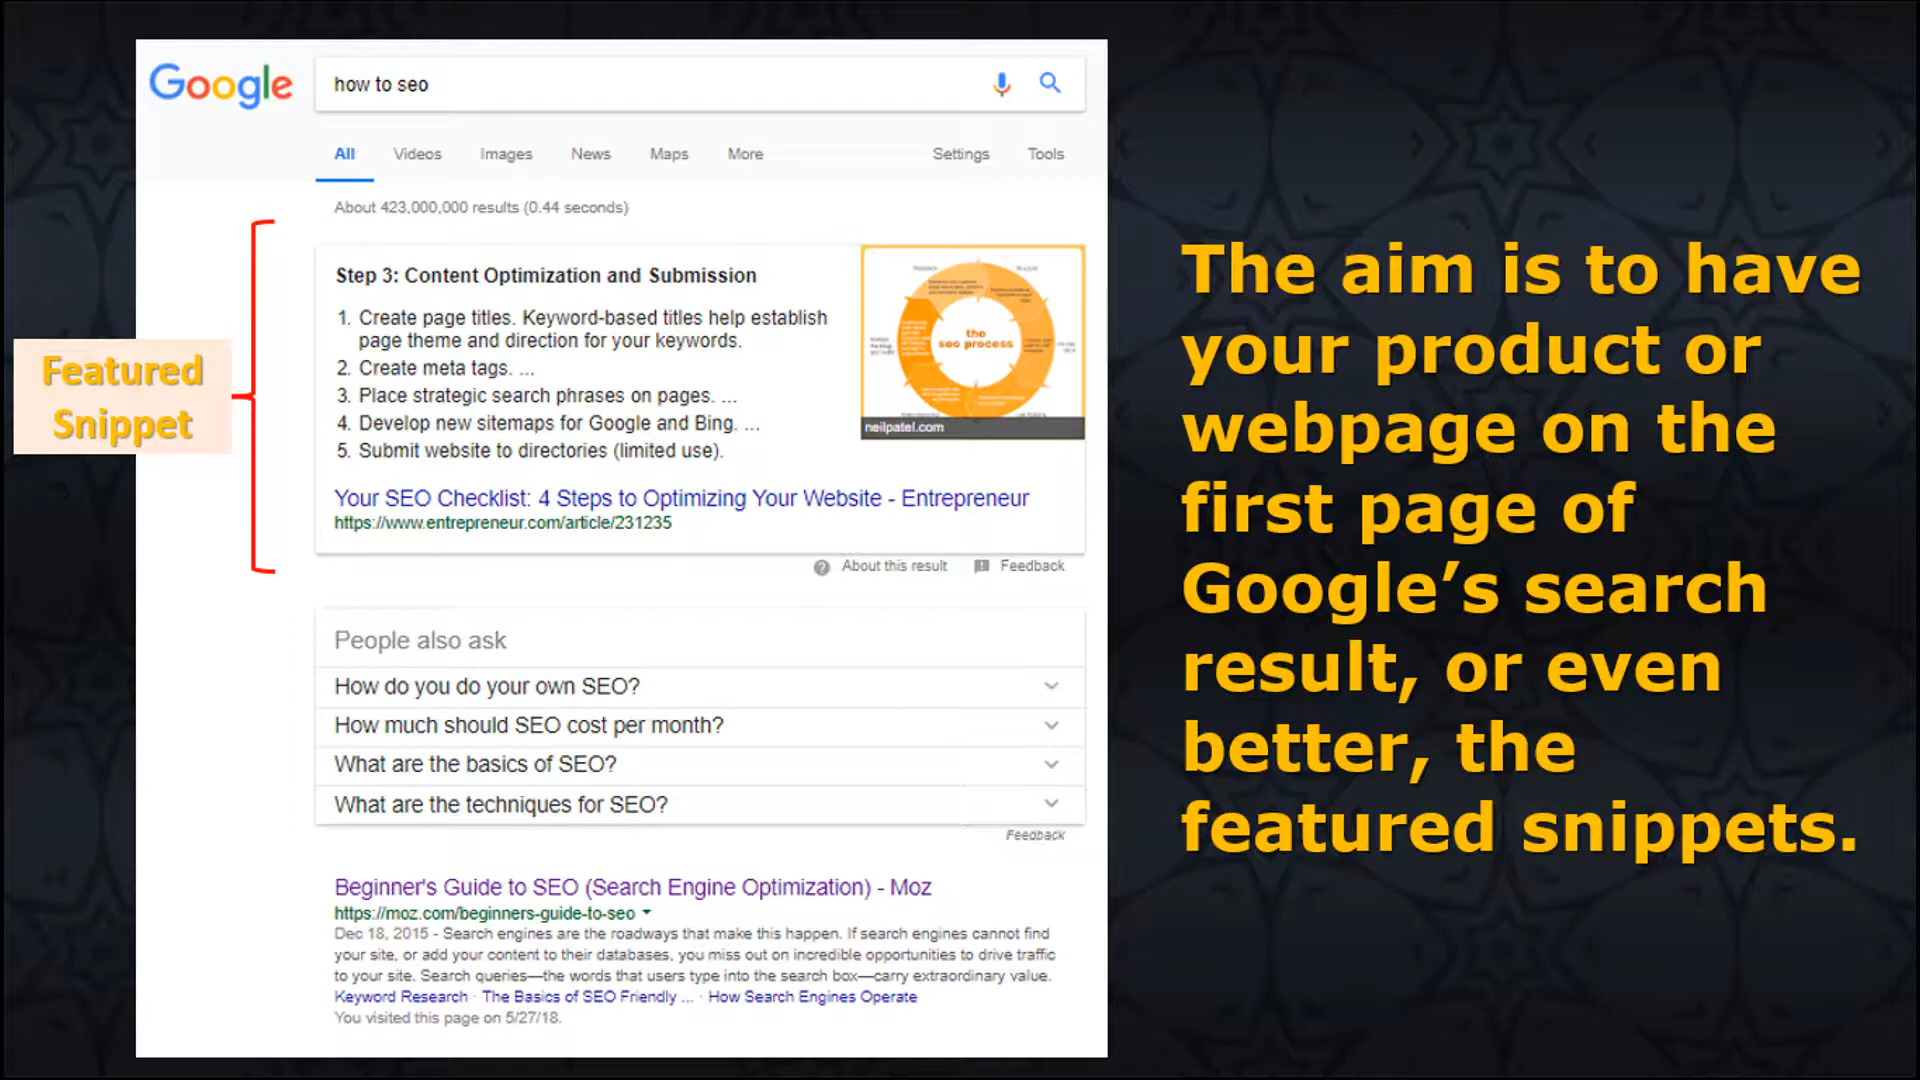 Google
how to seo
All Videos Images News Maps More Settings Tools
About 423,000,000 results (0.44 seconds)
Featured
Snippet
Step 3: Content Optimization and Submission
1. Create page titles. Keyword-based titles help establish
page theme and direction for your keywords.
2. Create meta tags. ...
3. Place strategic search phrases on pages. ...
4. Develop new sitemaps for Google and Bing. ...
5. Submit website to directories (limited use).
the
seo process
neilpatel.com
Your SEO Checklist: 4 Steps to Optimizing Your Website - Entrepreneur
https://www.entrepreneur.com/article/231235
About this result Feedback
People also ask
How do you do your own SEO?
How much should SEO cost per month?
What are the basics of SEO?
What are the techniques for SEO?
Feedback
Beginner's Guide to SEO (Search Engine Optimization) - Moz
https://moz.com/beginners-guide-to-seo
Dec 18, 2015 - Search engines are the roadways that make this happen. If search engines cannot find
your site, or add your content to their databases, you miss out on incredible opportunities to drive traffic
to your site. Search queries—the words that users type into the search box—carry extraordinary value.
Keyword Research · The Basics of SEO Friendly ... · How Search Engines Operate
You visited this page on 5/27/18.
The aim is to have
your product or
webpage on the
first page of
Google’s search
result, or even
better, the
featured snippets.